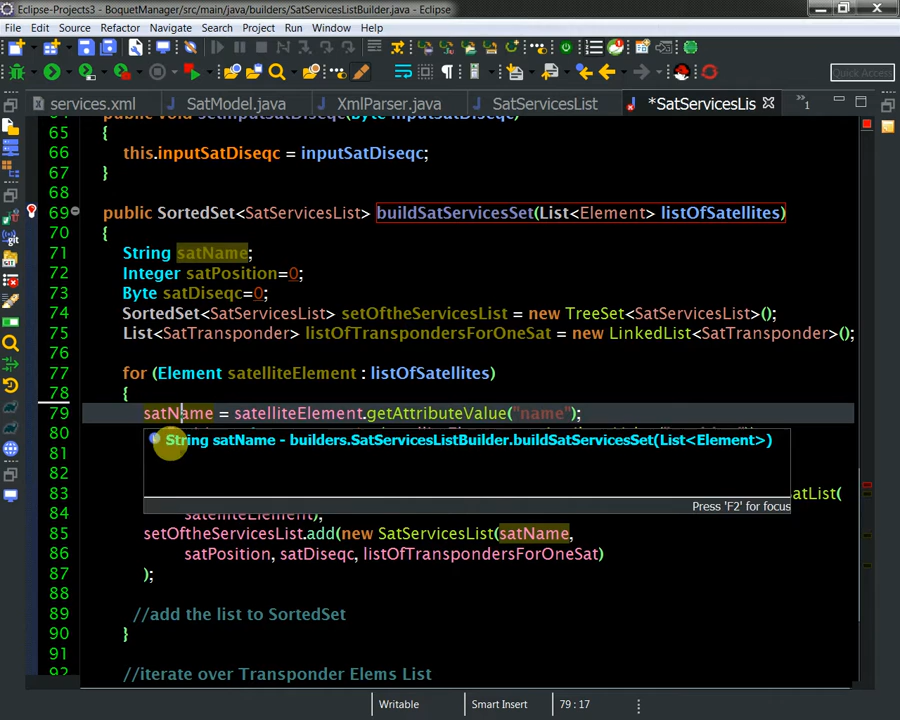 Eclipse-Projects3 - BoquetManager/src/main/java/builders/SatServicesListBuilder.java - Eclipse
File Edit Source Refactor Navigate Search Project Run Window Help
Quick Access
services.xml SatModel.java XmlParser.java SatServicesList *SatServicesLis 1
65 {
66 this.inputSatDiseqc = inputSatDiseqc;
67 }
68
69 public SortedSet<SatServicesList> buildSatServicesSet(List<Element> listOfSatellites)
70 {
71 String satName;
72 Integer satPosition=0;
73 Byte satDiseqc=0;
74 SortedSet<SatServicesList> setOftheServicesList = new TreeSet<SatServicesList>();
75 List<SatTransponder> listOfTranspondersForOneSat = new LinkedList<SatTransponder>();
76
77 for (Element satelliteElement : listOfSatellites)
78 {
79 satName = satelliteElement.getAttributeValue("name");
80
String satName - builders.SatServicesListBuilder.buildSatServicesSet(List<Element>)
81
82
83 atList(
Press 'F2' for focus
84 satelliteElement);
85 setOftheServicesList.add(new SatServicesList(satName,
86 satPosition, satDiseqc, listOfTranspondersForOneSat)
87 );
88
89 //add the list to SortedSet
90 }
91
92 //iterate over Transponder Elems List
Writable Smart Insert 79 : 17